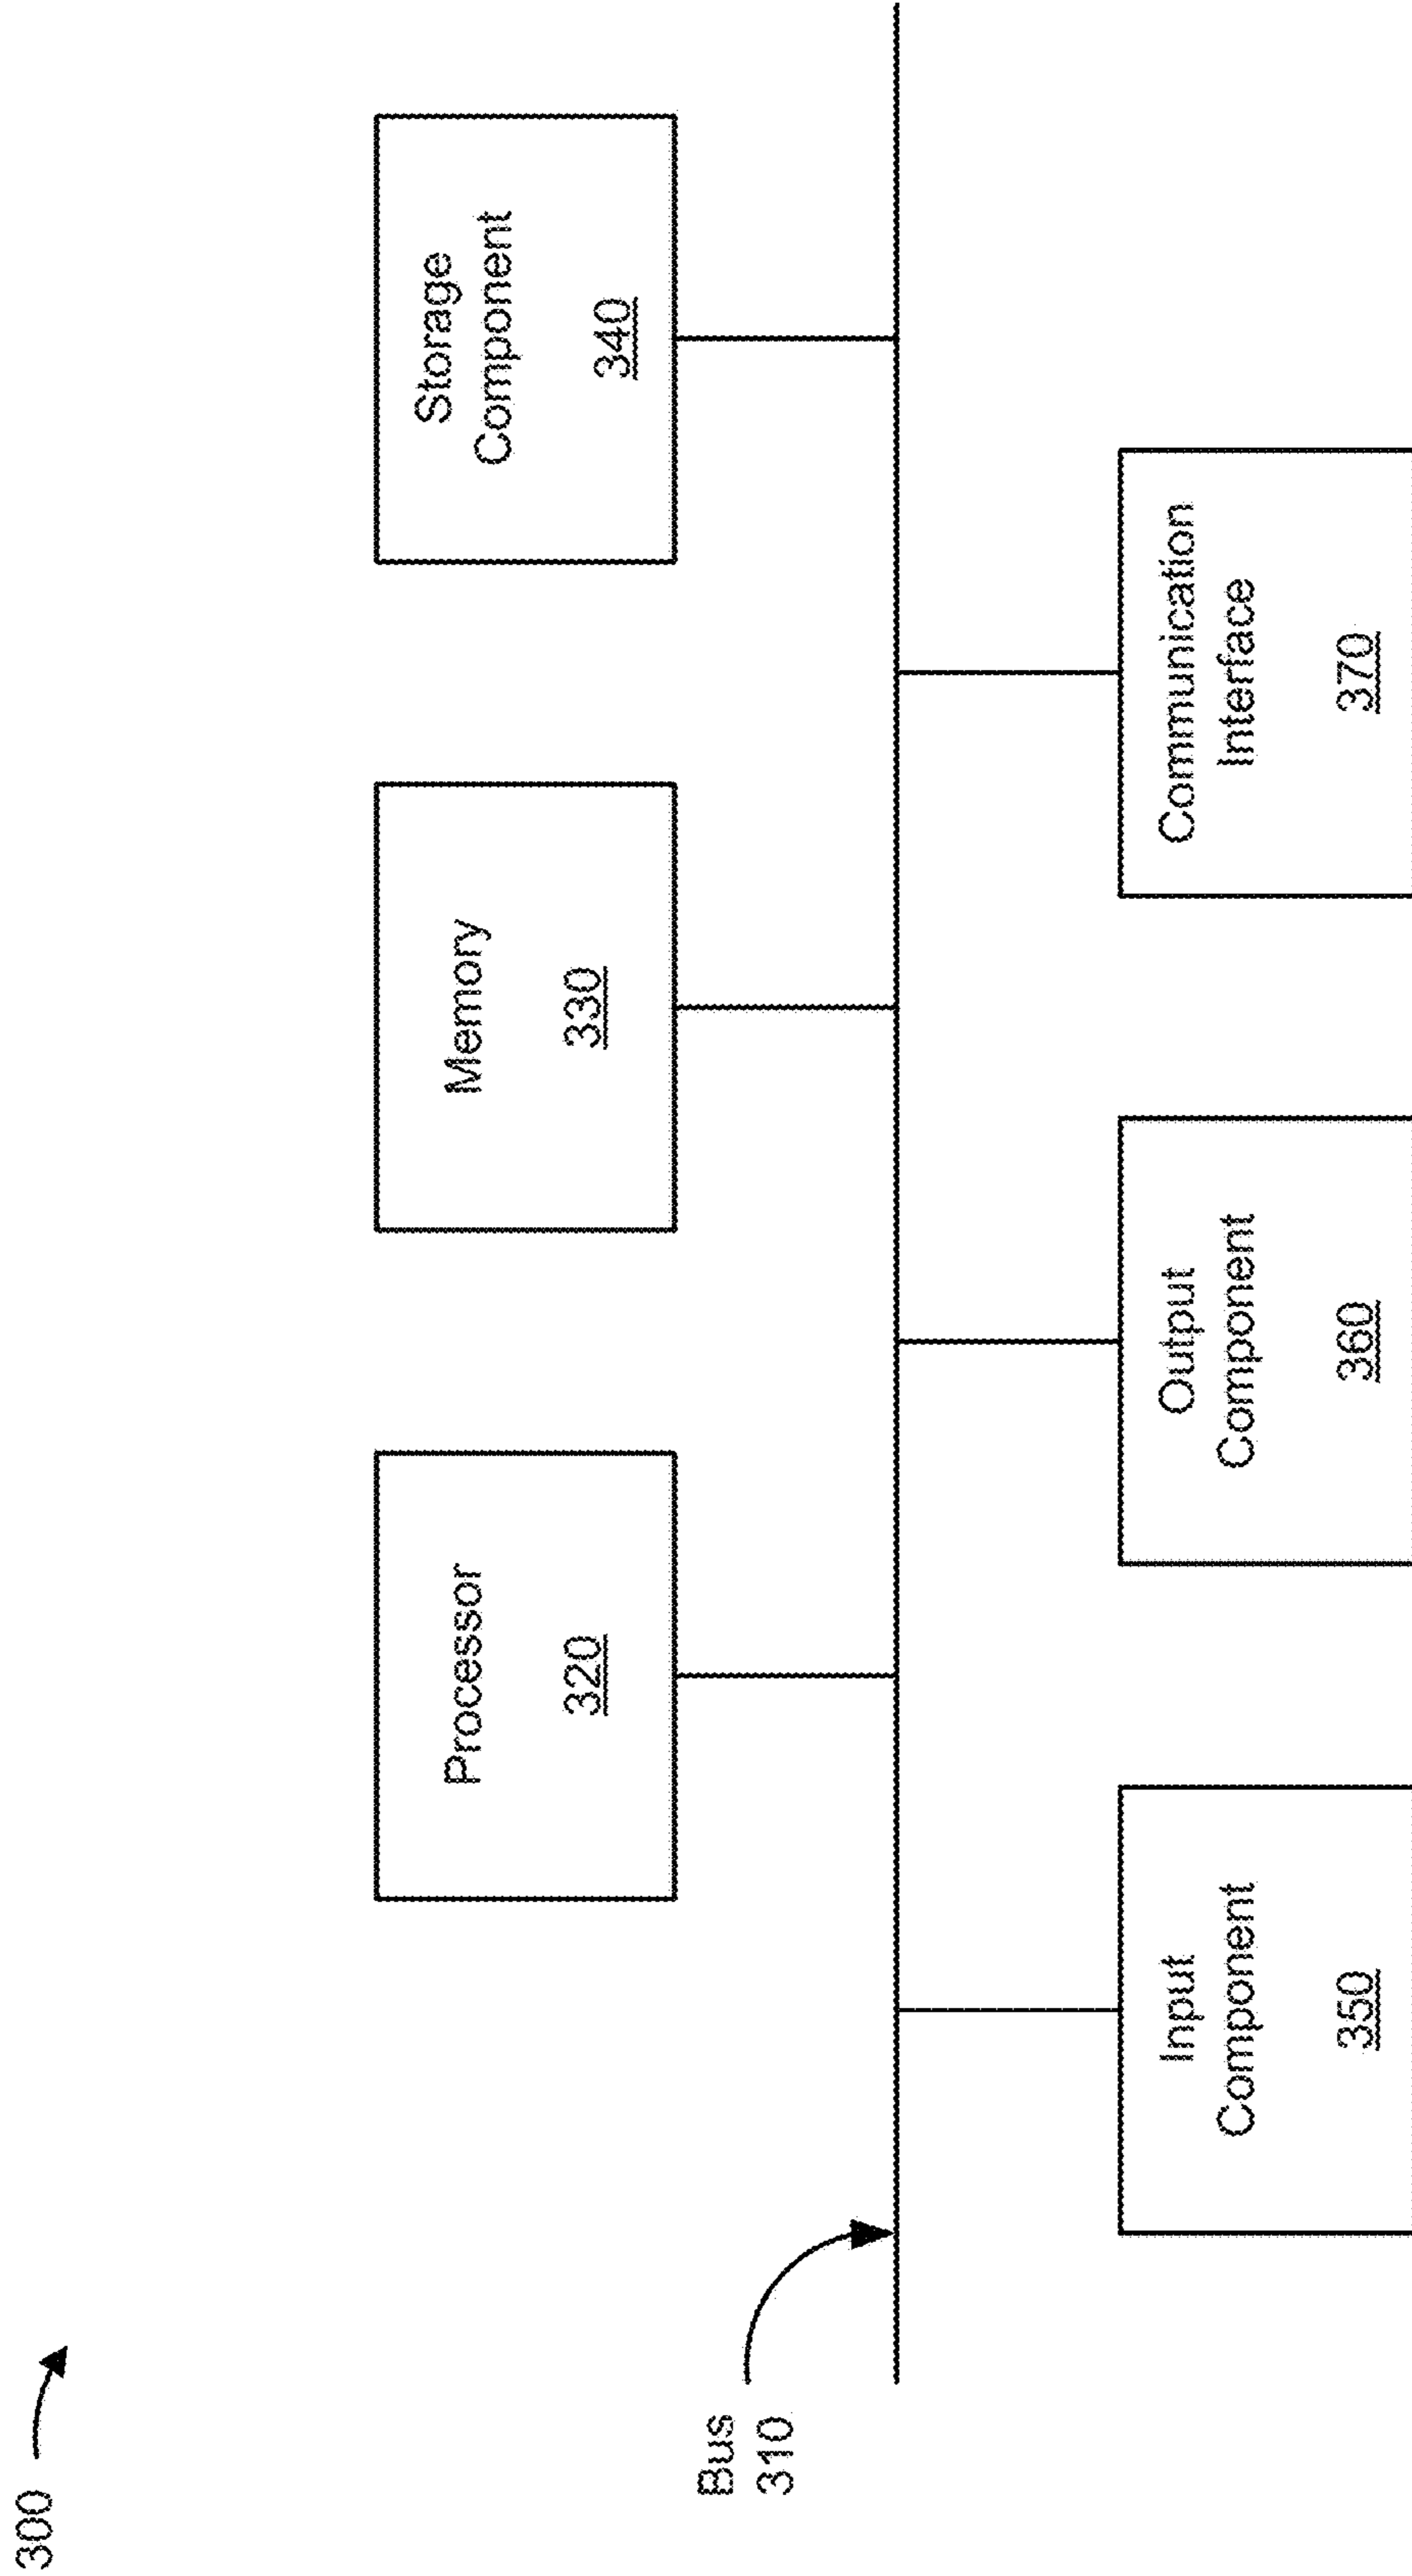 300
Processor
320
Memory
330
Storage
Component
340
Bus
310
Input
Component
350
Output
Component
360
Communication
Interface
370